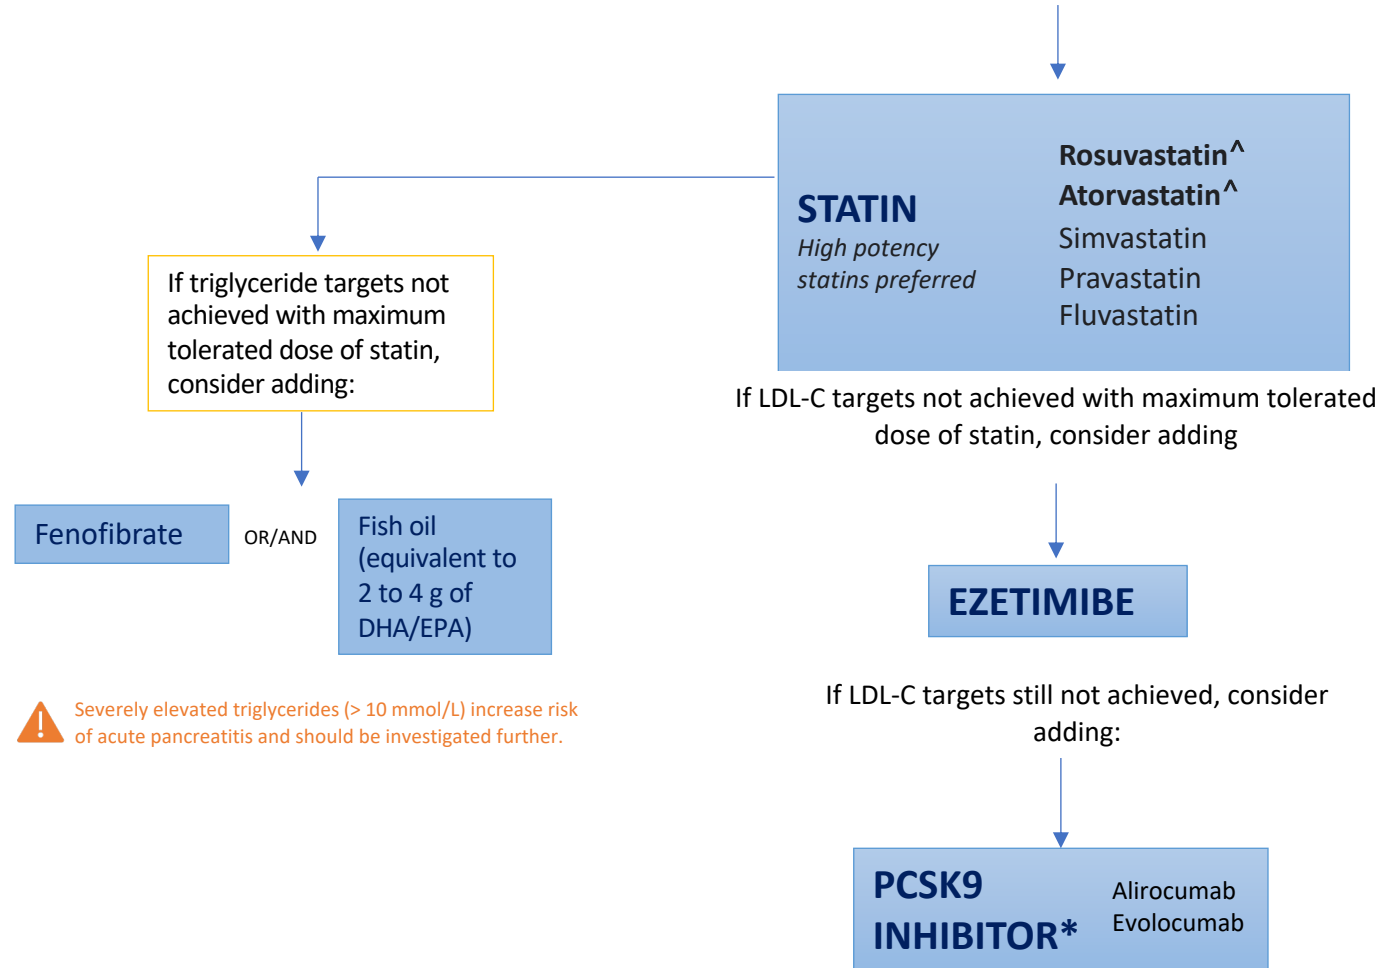 STATIN
High potency
statins preferred
Rosuvastatin^
Atorvastatin^
Simvastatin
Pravastatin
Fluvastatin
If triglyceride targets not
achieved with maximum
tolerated dose of statin,
consider adding:
Fenofibrate
OR/AND
Fish oil
(equivalent to
2 to 4 g of
DHA/EPA)
Severely elevated triglycerides (> 10 mmol/L) increase risk
of acute pancreatitis and should be investigated further.
If LDL-C targets not achieved with maximum tolerated
dose of statin, consider adding
EZETIMIBE
If LDL-C targets still not achieved, consider
adding:
PCSK9
INHIBITOR*
Alirocumab
Evolocumab